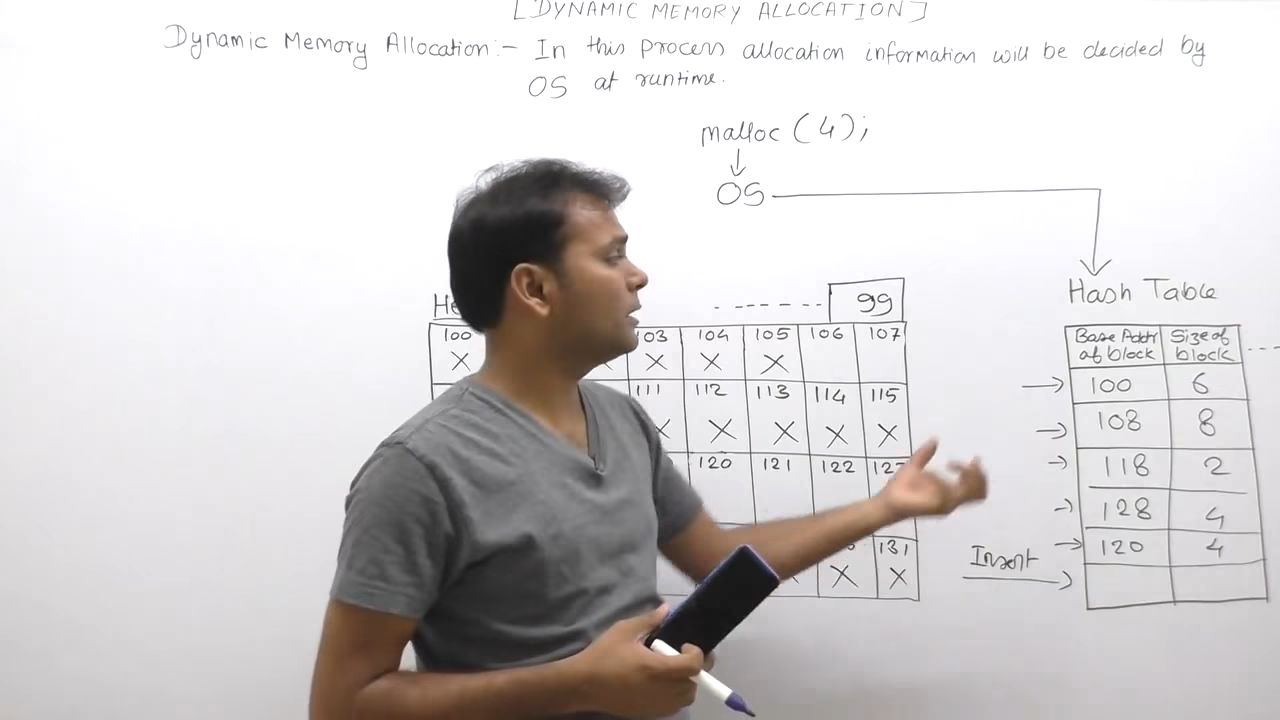 [DYNAMIC MEMORY ALLOCATION]
Dynamic Memory Allocation:- In this process allocation information will be decided by
OS at runtime.
malloc (4);
OS
Hash Table
99
100 103 104 105 106 107
X X X X
111 112 113 114 115
X X X X X
120 121 122
131
X X
Base Addr of block Size of block
100 6
108 8
118 2
128 4
120 4
Insert